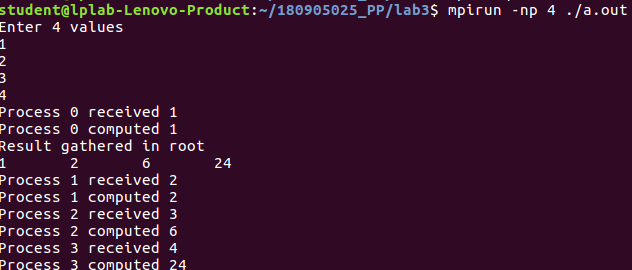 student@lplab-Lenovo-Product:~/180905025_PP/lab3$ mpirun -np 4 ./a.out
Enter 4 values
1
2
3
4
Process 0 received 1
Process 0 computed 1
Result gathered in root
1 2 6 24
Process 1 received 2
Process 1 computed 2
Process 2 received 3
Process 2 computed 6
Process 3 received 4
Process 3 computed 24